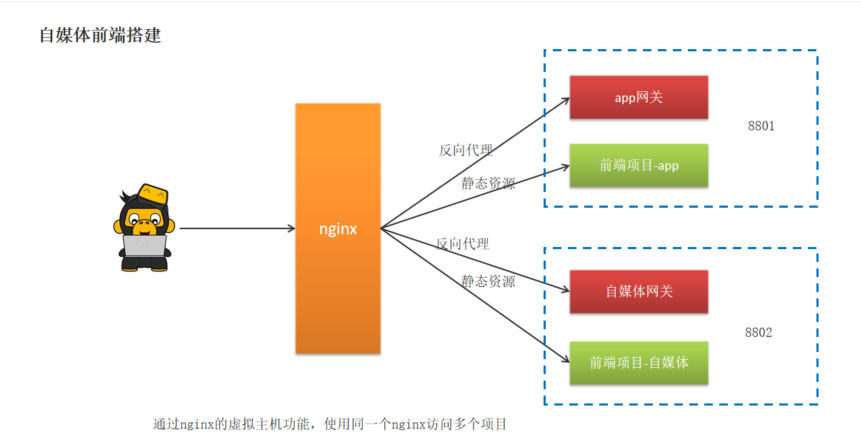 自媒体前端搭建
app网关
8801
反向代理
前端项目-app
静态资源
nginx
反向代理
静态资源
自媒体网关
8802
前端项目-自媒体
通过nginx的虚拟主机功能，使用同一个nginx访问多个项目